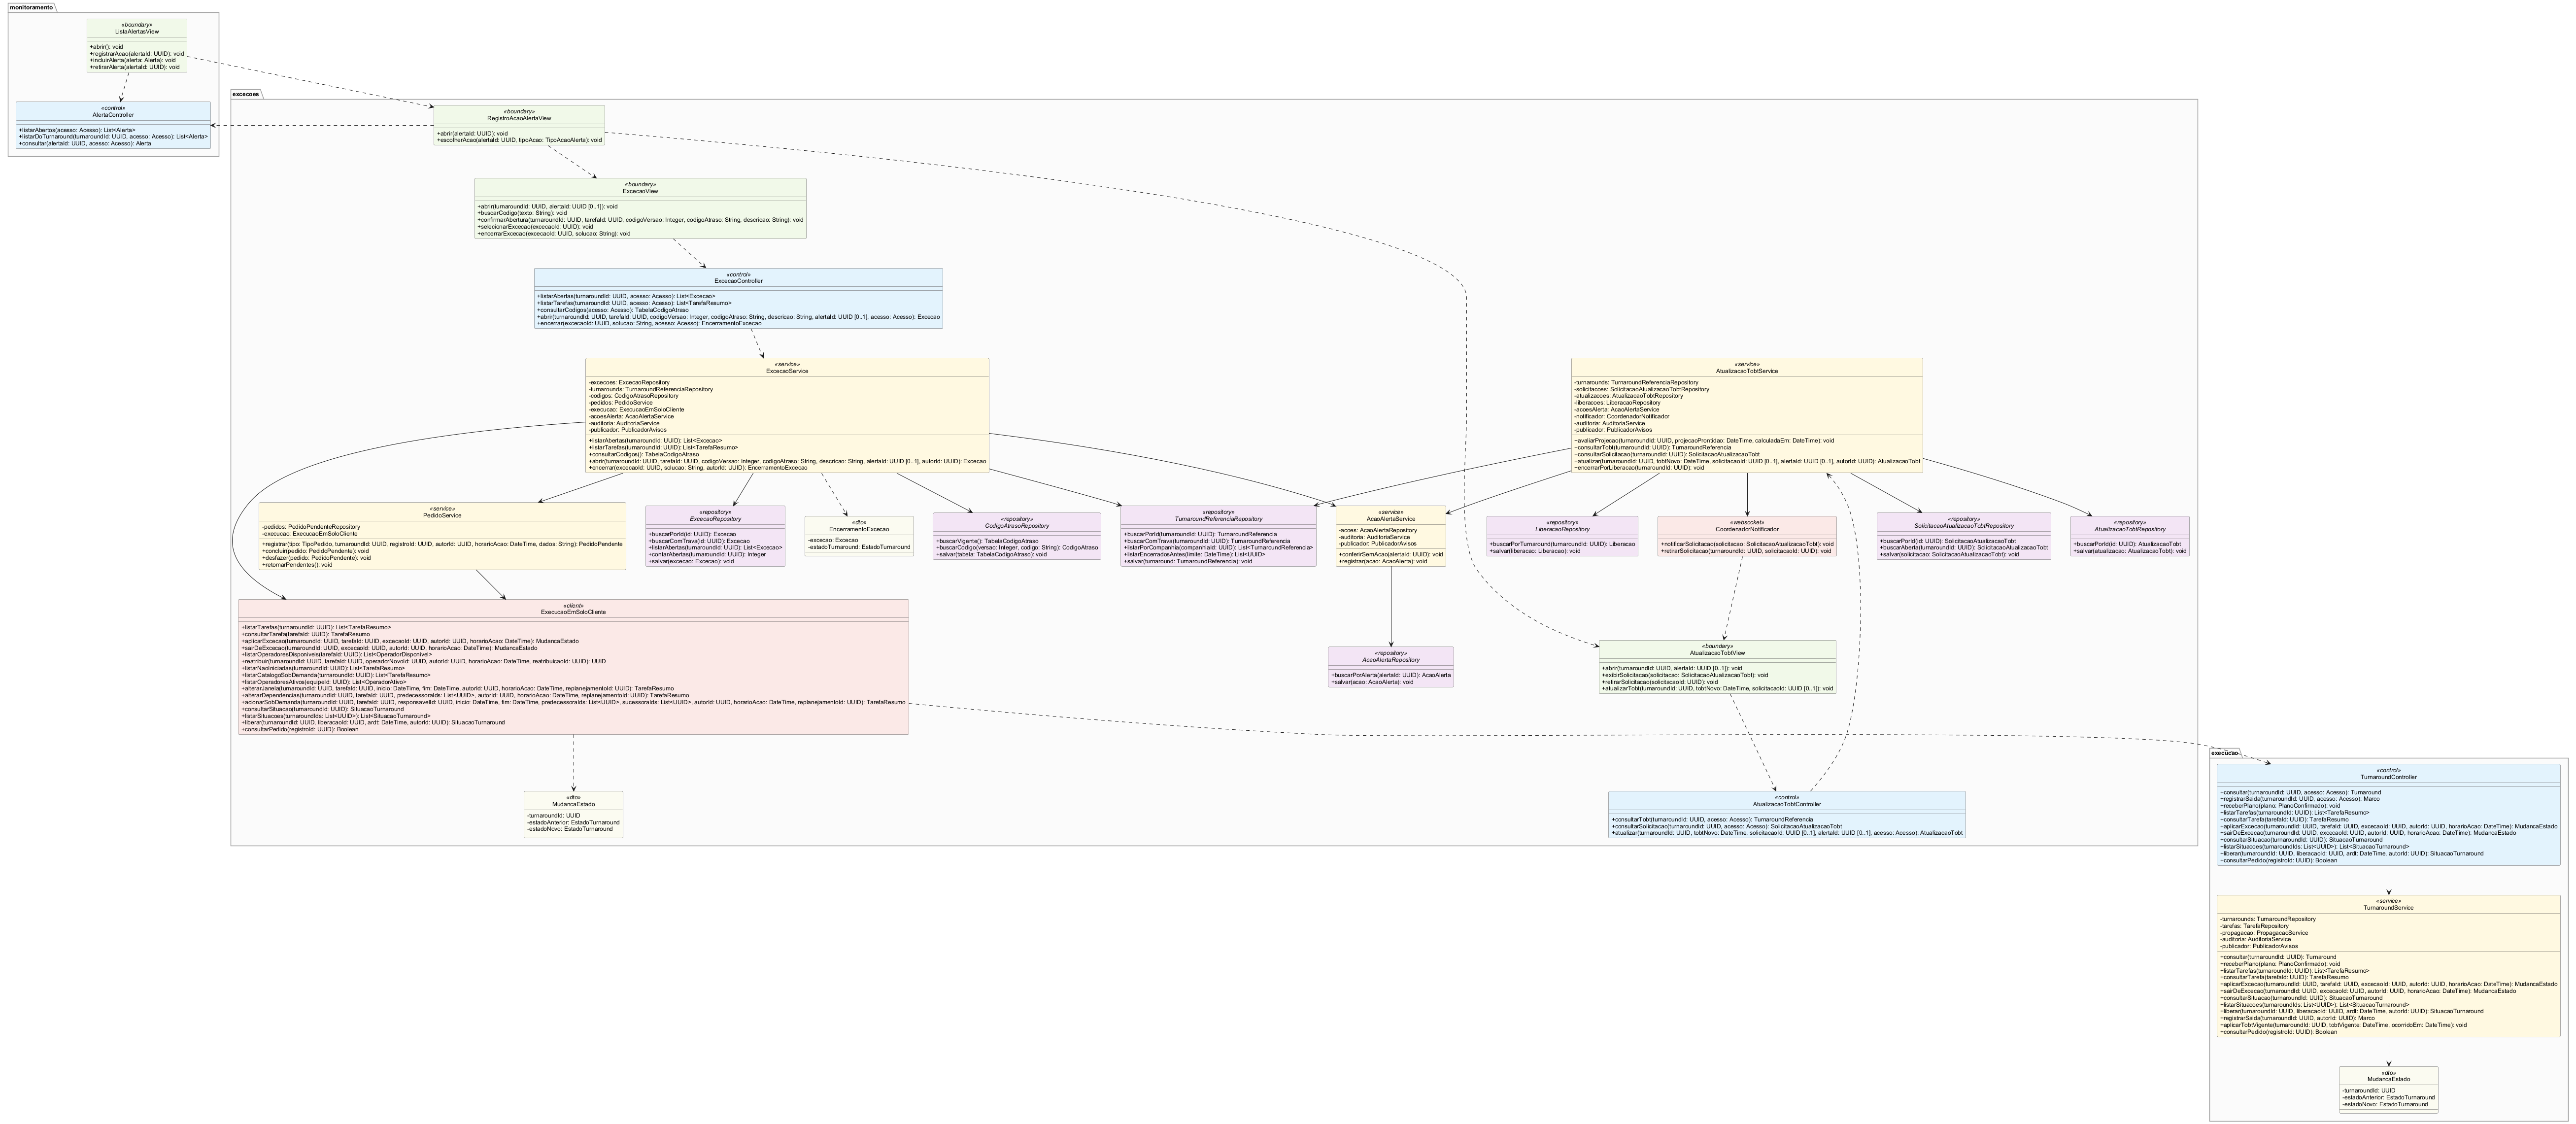 monitoramento
«boundary»
ListaAlertasView
+abrir(): void
+registrarAcao(alertaId: UUID): void
+incluirAlerta(alerta: Alerta): void
+retirarAlerta(alertaId: UUID): void
«control»
AlertaController
+listarAbertos(acesso: Acesso): List<Alerta>
+listarDoTurnaround(turnaroundId: UUID, acesso: Acesso): List<Alerta>
+consultar(alertaId: UUID, acesso: Acesso): Alerta
excecoes
«boundary»
RegistroAcaoAlertaView
+abrir(alertaId: UUID): void
+escolherAcao(alertaId: UUID, tipoAcao: TipoAcaoAlerta): void
«boundary»
ExcecaoView
+abrir(turnaroundId: UUID, alertaId: UUID [0..1]): void
+buscarCodigo(texto: String): void
+confirmarAbertura(turnaroundId: UUID, tarefaId: UUID, codigoVersao: Integer, codigoAtraso: String, descricao: String): void
+selecionarExcecao(excecaoId: UUID): void
+encerrarExcecao(excecaoId: UUID, solucao: String): void
«control»
ExcecaoController
+listarAbertas(turnaroundId: UUID, acesso: Acesso): List<Excecao>
+listarTarefas(turnaroundId: UUID, acesso: Acesso): List<TarefaResumo>
+consultarCodigos(acesso: Acesso): TabelaCodigoAtraso
+abrir(turnaroundId: UUID, tarefaId: UUID, codigoVersao: Integer, codigoAtraso: String, descricao: String, alertaId: UUID [0..1], acesso: Acesso): Excecao
+encerrar(excecaoId: UUID, solucao: String, acesso: Acesso): EncerramentoExcecao
«service»
ExcecaoService
-excecoes: ExcecaoRepository
-turnarounds: TurnaroundReferenciaRepository
-codigos: CodigoAtrasoRepository
-pedidos: PedidoService
-execucao: ExecucaoEmSoloCliente
-acoesAlerta: AcaoAlertaService
-auditoria: AuditoriaService
-publicador: PublicadorAvisos
+listarAbertas(turnaroundId: UUID): List<Excecao>
+listarTarefas(turnaroundId: UUID): List<TarefaResumo>
+consultarCodigos(): TabelaCodigoAtraso
+abrir(turnaroundId: UUID, tarefaId: UUID, codigoVersao: Integer, codigoAtraso: String, descricao: String, alertaId: UUID [0..1], autorId: UUID): Excecao
+encerrar(excecaoId: UUID, solucao: String, autorId: UUID): EncerramentoExcecao
«service»
AtualizacaoTobtService
-turnarounds: TurnaroundReferenciaRepository
-solicitacoes: SolicitacaoAtualizacaoTobtRepository
-atualizacoes: AtualizacaoTobtRepository
-liberacoes: LiberacaoRepository
-acoesAlerta: AcaoAlertaService
-notificador: CoordenadorNotificador
-auditoria: AuditoriaService
-publicador: PublicadorAvisos
+avaliarProjecao(turnaroundId: UUID, projecaoProntidao: DateTime, calculadaEm: DateTime): void
+consultarTobt(turnaroundId: UUID): TurnaroundReferencia
+consultarSolicitacao(turnaroundId: UUID): SolicitacaoAtualizacaoTobt
+atualizar(turnaroundId: UUID, tobtNovo: DateTime, solicitacaoId: UUID [0..1], alertaId: UUID [0..1], autorId: UUID): AtualizacaoTobt
+encerrarPorLiberacao(turnaroundId: UUID): void
«service»
PedidoService
-pedidos: PedidoPendenteRepository
-execucao: ExecucaoEmSoloCliente
+registrar(tipo: TipoPedido, turnaroundId: UUID, registroId: UUID, autorId: UUID, horarioAcao: DateTime, dados: String): PedidoPendente
+concluir(pedido: PedidoPendente): void
+desfazer(pedido: PedidoPendente): void
+retomarPendentes(): void
«repository»
ExcecaoRepository
+buscarPorId(id: UUID): Excecao
+buscarComTrava(id: UUID): Excecao
+listarAbertas(turnaroundId: UUID): List<Excecao>
+contarAbertas(turnaroundId: UUID): Integer
+salvar(excecao: Excecao): void
«dto»
EncerramentoExcecao
-excecao: Excecao
-estadoTurnaround: EstadoTurnaround
«repository»
CodigoAtrasoRepository
+buscarVigente(): TabelaCodigoAtraso
+buscarCodigo(versao: Integer, codigo: String): CodigoAtraso
+salvar(tabela: TabelaCodigoAtraso): void
«repository»
TurnaroundReferenciaRepository
+buscarPorId(turnaroundId: UUID): TurnaroundReferencia
+buscarComTrava(turnaroundId: UUID): TurnaroundReferencia
+listarPorCompanhia(companhiaId: UUID): List<TurnaroundReferencia>
+listarEncerradosAntes(limite: DateTime): List<UUID>
+salvar(turnaround: TurnaroundReferencia): void
«service»
AcaoAlertaService
-acoes: AcaoAlertaRepository
-auditoria: AuditoriaService
-publicador: PublicadorAvisos
+conferirSemAcao(alertaId: UUID): void
+registrar(acao: AcaoAlerta): void
«repository»
LiberacaoRepository
+buscarPorTurnaround(turnaroundId: UUID): Liberacao
+salvar(liberacao: Liberacao): void
«websocket»
CoordenadorNotificador
+notificarSolicitacao(solicitacao: SolicitacaoAtualizacaoTobt): void
+retirarSolicitacao(turnaroundId: UUID, solicitacaoId: UUID): void
«repository»
SolicitacaoAtualizacaoTobtRepository
+buscarPorId(id: UUID): SolicitacaoAtualizacaoTobt
+buscarAberta(turnaroundId: UUID): SolicitacaoAtualizacaoTobt
+salvar(solicitacao: SolicitacaoAtualizacaoTobt): void
«repository»
AtualizacaoTobtRepository
+buscarPorId(id: UUID): AtualizacaoTobt
+salvar(atualizacao: AtualizacaoTobt): void
«client»
ExecucaoEmSoloCliente
+listarTarefas(turnaroundId: UUID): List<TarefaResumo>
+consultarTarefa(tarefaId: UUID): TarefaResumo
+aplicarExcecao(turnaroundId: UUID, tarefaId: UUID, excecaoId: UUID, autorId: UUID, horarioAcao: DateTime): MudancaEstado
+sairDeExcecao(turnaroundId: UUID, excecaoId: UUID, autorId: UUID, horarioAcao: DateTime): MudancaEstado
+listarOperadoresDisponiveis(tarefaId: UUID): List<OperadorDisponivel>
+reatribuir(turnaroundId: UUID, tarefaId: UUID, operadorNovoId: UUID, autorId: UUID, horarioAcao: DateTime, reatribuicaoId: UUID): UUID
+listarNaoIniciadas(turnaroundId: UUID): List<TarefaResumo>
+listarCatalogoSobDemanda(turnaroundId: UUID): List<TarefaResumo>
+listarOperadoresAtivos(equipeId: UUID): List<OperadorAtivo>
+alterarJanela(turnaroundId: UUID, tarefaId: UUID, inicio: DateTime, fim: DateTime, autorId: UUID, horarioAcao: DateTime, replanejamentoId: UUID): TarefaResumo
+alterarDependencias(turnaroundId: UUID, tarefaId: UUID, predecessoraIds: List<UUID>, autorId: UUID, horarioAcao: DateTime, replanejamentoId: UUID): TarefaResumo
+acionarSobDemanda(turnaroundId: UUID, tarefaId: UUID, responsavelId: UUID, inicio: DateTime, fim: DateTime, predecessoraIds: List<UUID>, sucessoraIds: List<UUID>, autorId: UUID, horarioAcao: DateTime, replanejamentoId: UUID): TarefaResumo
+consultarSituacao(turnaroundId: UUID): SituacaoTurnaround
+listarSituacoes(turnaroundIds: List<UUID>): List<SituacaoTurnaround>
+liberar(turnaroundId: UUID, liberacaoId: UUID, ardt: DateTime, autorId: UUID): SituacaoTurnaround
+consultarPedido(registroId: UUID): Boolean
«repository»
AcaoAlertaRepository
+buscarPorAlerta(alertaId: UUID): AcaoAlerta
+salvar(acao: AcaoAlerta): void
«boundary»
AtualizacaoTobtView
+abrir(turnaroundId: UUID, alertaId: UUID [0..1]): void
+exibirSolicitacao(solicitacao: SolicitacaoAtualizacaoTobt): void
+retirarSolicitacao(solicitacaoId: UUID): void
+atualizarTobt(turnaroundId: UUID, tobtNovo: DateTime, solicitacaoId: UUID [0..1]): void
«dto»
MudancaEstado
-turnaroundId: UUID
-estadoAnterior: EstadoTurnaround
-estadoNovo: EstadoTurnaround
«control»
AtualizacaoTobtController
+consultarTobt(turnaroundId: UUID, acesso: Acesso): TurnaroundReferencia
+consultarSolicitacao(turnaroundId: UUID, acesso: Acesso): SolicitacaoAtualizacaoTobt
+atualizar(turnaroundId: UUID, tobtNovo: DateTime, solicitacaoId: UUID [0..1], alertaId: UUID [0..1], acesso: Acesso): AtualizacaoTobt
execucao
«control»
TurnaroundController
+consultar(turnaroundId: UUID, acesso: Acesso): Turnaround
+registrarSaida(turnaroundId: UUID, acesso: Acesso): Marco
+receberPlano(plano: PlanoConfirmado): void
+listarTarefas(turnaroundId: UUID): List<TarefaResumo>
+consultarTarefa(tarefaId: UUID): TarefaResumo
+aplicarExcecao(turnaroundId: UUID, tarefaId: UUID, excecaoId: UUID, autorId: UUID, horarioAcao: DateTime): MudancaEstado
+sairDeExcecao(turnaroundId: UUID, excecaoId: UUID, autorId: UUID, horarioAcao: DateTime): MudancaEstado
+consultarSituacao(turnaroundId: UUID): SituacaoTurnaround
+listarSituacoes(turnaroundIds: List<UUID>): List<SituacaoTurnaround>
+liberar(turnaroundId: UUID, liberacaoId: UUID, ardt: DateTime, autorId: UUID): SituacaoTurnaround
+consultarPedido(registroId: UUID): Boolean
«service»
TurnaroundService
-turnarounds: TurnaroundRepository
-tarefas: TarefaRepository
-propagacao: PropagacaoService
-auditoria: AuditoriaService
-publicador: PublicadorAvisos
+consultar(turnaroundId: UUID): Turnaround
+receberPlano(plano: PlanoConfirmado): void
+listarTarefas(turnaroundId: UUID): List<TarefaResumo>
+consultarTarefa(tarefaId: UUID): TarefaResumo
+aplicarExcecao(turnaroundId: UUID, tarefaId: UUID, excecaoId: UUID, autorId: UUID, horarioAcao: DateTime): MudancaEstado
+sairDeExcecao(turnaroundId: UUID, excecaoId: UUID, autorId: UUID, horarioAcao: DateTime): MudancaEstado
+consultarSituacao(turnaroundId: UUID): SituacaoTurnaround
+listarSituacoes(turnaroundIds: List<UUID>): List<SituacaoTurnaround>
+liberar(turnaroundId: UUID, liberacaoId: UUID, ardt: DateTime, autorId: UUID): SituacaoTurnaround
+registrarSaida(turnaroundId: UUID, autorId: UUID): Marco
+aplicarTobtVigente(turnaroundId: UUID, tobtVigente: DateTime, ocorridoEm: DateTime): void
+consultarPedido(registroId: UUID): Boolean
«dto»
MudancaEstado
-turnaroundId: UUID
-estadoAnterior: EstadoTurnaround
-estadoNovo: EstadoTurnaround